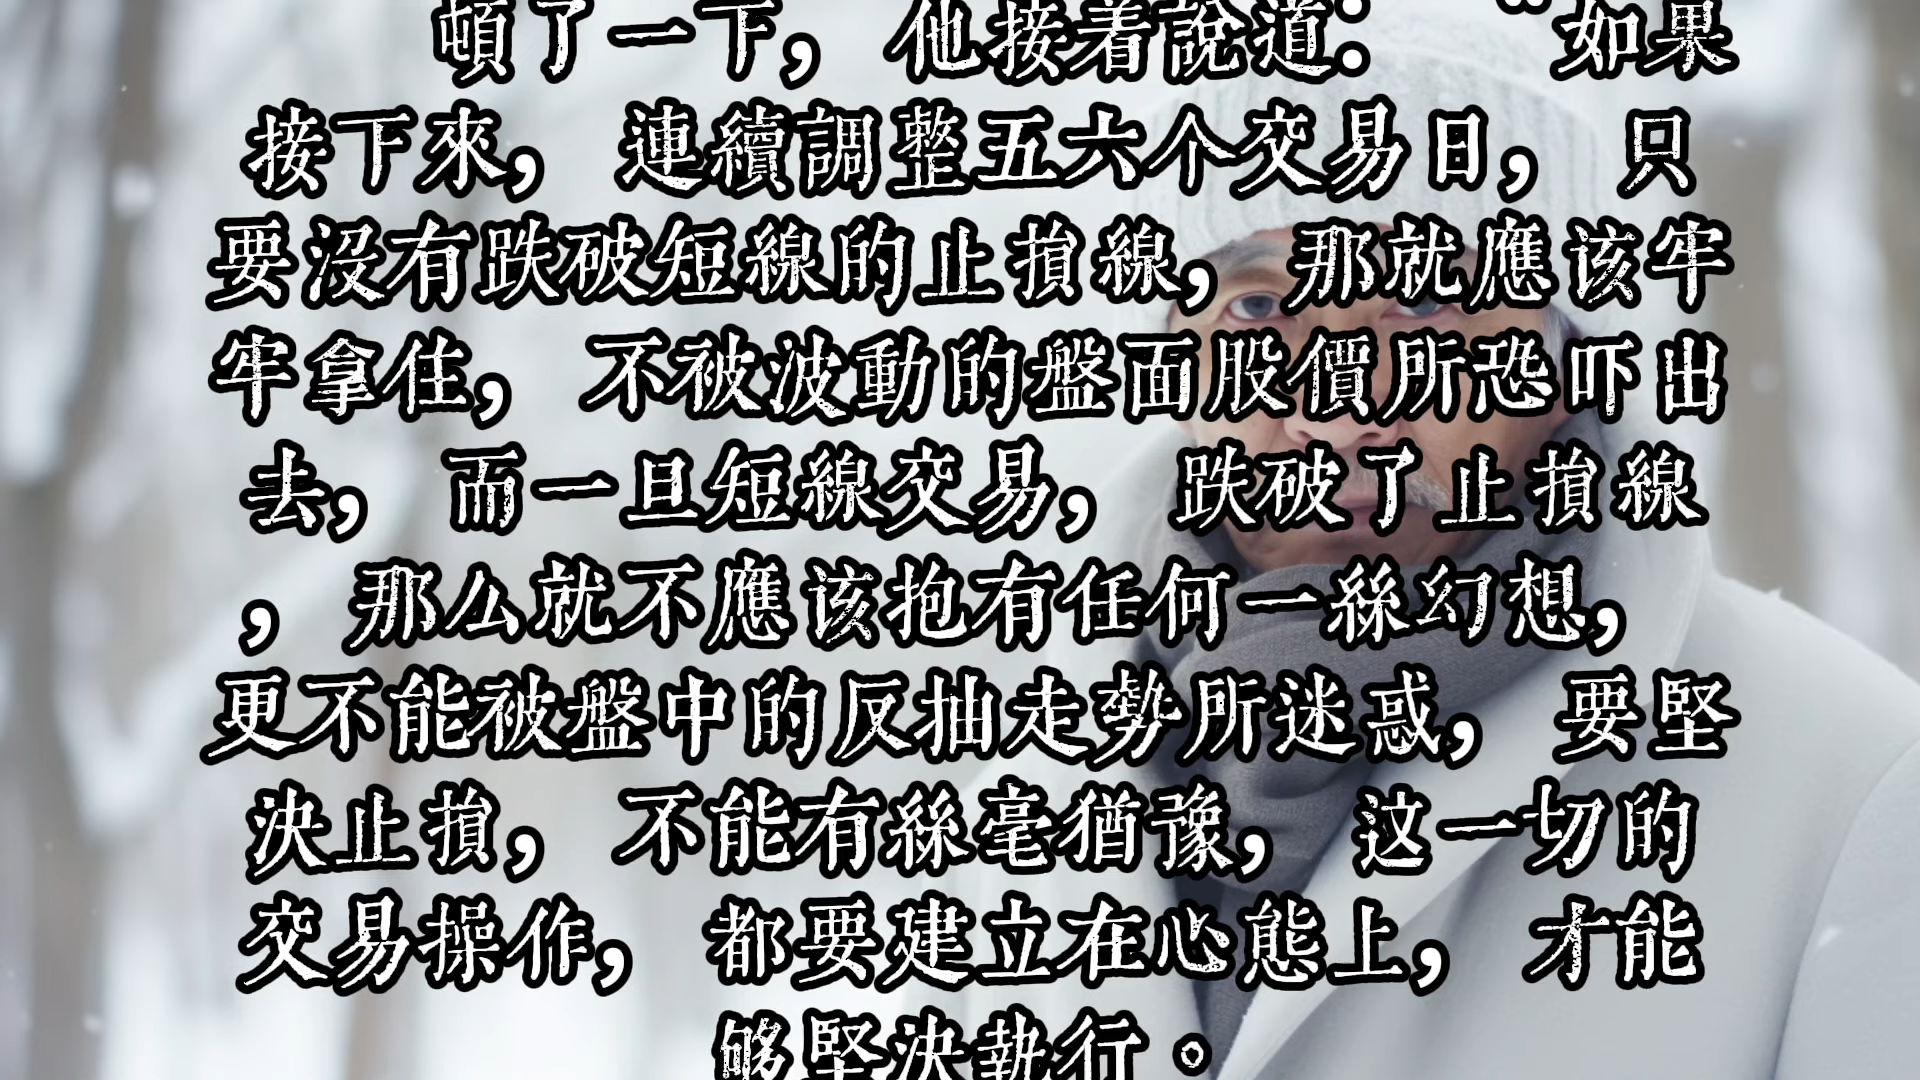 頓了一下， 他接着說道： “如果
接下來， 連續調整五六个交易日， 只
要沒有跌破短線的止損線， 那就應该牢
牢拿住， 不被波動的盤面股價所恐吓出
去， 而一旦短線交易， 跌破了止損線
， 那么就不應该抱有任何一絲幻想，
更不能被盤中的反抽走勢所迷惑， 要堅
決止損， 不能有絲毫猶豫， 这一切的
交易操作， 都要建立在心態上， 才能
够堅決執行。